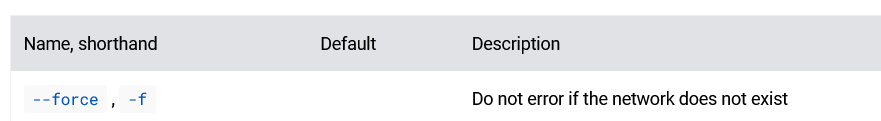 Name, shorthand Default Description
--force , -f Do not error if the network does not exist